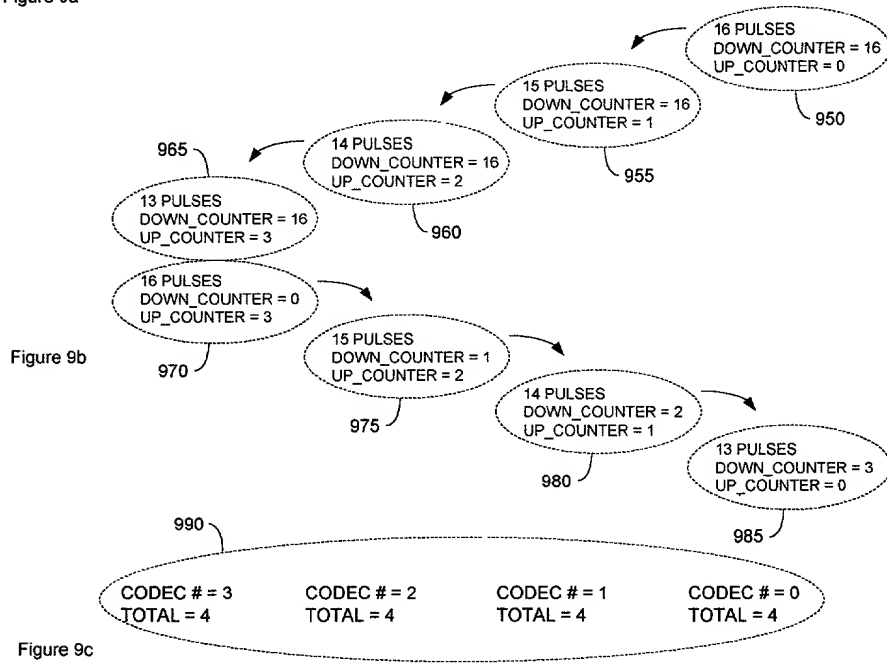 Figure 9a
16 PULSES
DOWN_COUNTER = 16
UP_COUNTER = 0
950
15 PULSES
DOWN_COUNTER = 16
UP_COUNTER = 1
955
14 PULSES
DOWN_COUNTER = 16
UP_COUNTER = 2
960
965
13 PULSES
DOWN_COUNTER = 16
UP_COUNTER = 3
16 PULSES
DOWN_COUNTER = 0
UP_COUNTER = 3
970
Figure 9b
15 PULSES
DOWN_COUNTER = 1
UP_COUNTER = 2
975
14 PULSES
DOWN_COUNTER = 2
UP_COUNTER = 1
980
13 PULSES
DOWN_COUNTER = 3
UP_COUNTER = 0
985
990
CODEC # = 3 CODEC # = 2 CODEC # = 1 CODEC # = 0
TOTAL = 4 TOTAL = 4 TOTAL = 4 TOTAL = 4
Figure 9c